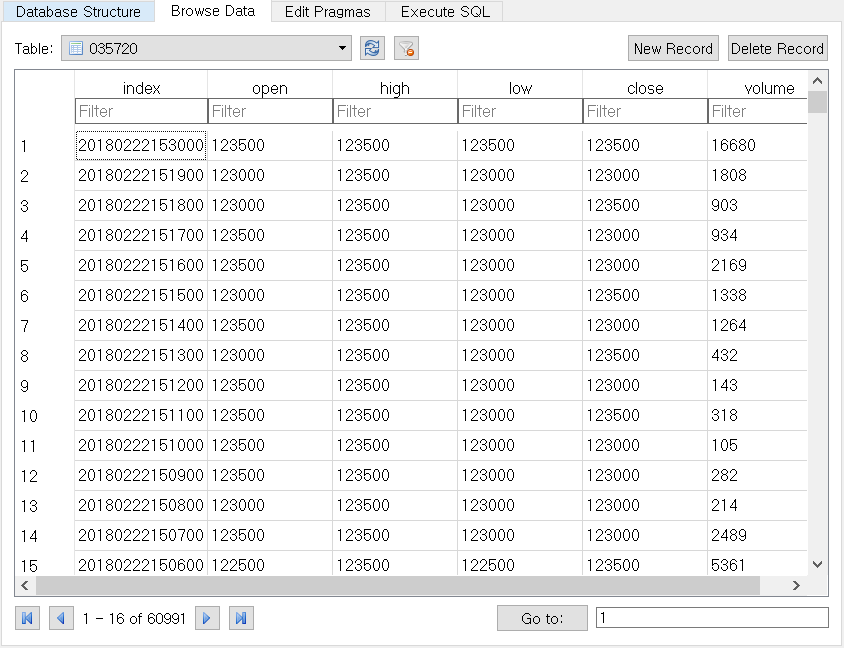 Database Structure Browse Data Edit Pragmas Execute SQL
Table: 035720 New Record Delete Record
index open high low close volume
Filter Filter Filter Filter Filter Filter
1 20180222153000 123500 123500 123500 123500 16680
2 20180222151900 123000 123000 123000 123000 1808
3 20180222151800 123000 123500 123000 123500 903
4 20180222151700 123500 123500 123000 123000 934
5 20180222151600 123500 123500 123000 123000 2169
6 20180222151500 123000 123500 123000 123000 1338
7 20180222151400 123500 123500 123000 123000 1264
8 20180222151300 123000 123500 123000 123500 432
9 20180222151200 123500 123500 123000 123000 143
10 20180222151100 123500 123500 123000 123500 318
11 20180222151000 123500 123500 123000 123000 105
12 20180222150900 123500 123500 123000 123500 282
13 20180222150800 123000 123500 123000 123000 214
14 20180222150700 123500 123500 123000 123000 2489
15 20180222150600 122500 123500 122500 123500 5361
1 - 16 of 60991 Go to: 1